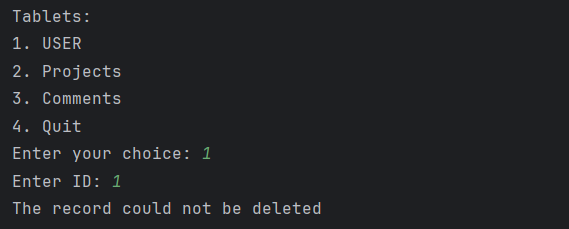 Tablets:
1. USER
2. Projects
3. Comments
4. Quit
Enter your choice: 1
Enter ID: 1
The record could not be deleted